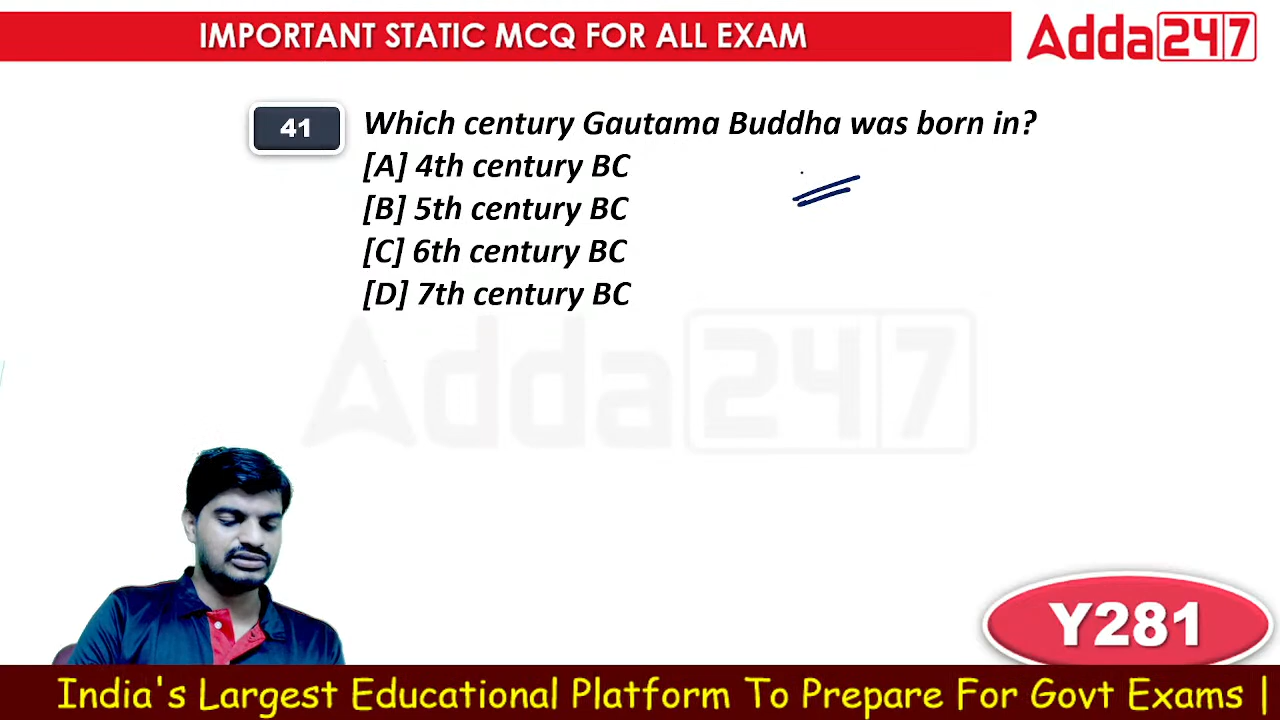 IMPORTANT STATIC MCQ FOR ALL EXAM
Adda247
41
Which century Gautama Buddha was born in?
[A] 4th century BC
[B] 5th century BC
[C] 6th century BC
[D] 7th century BC
Adda247
Y281
India's Largest Educational Platform To Prepare For Govt Exams |